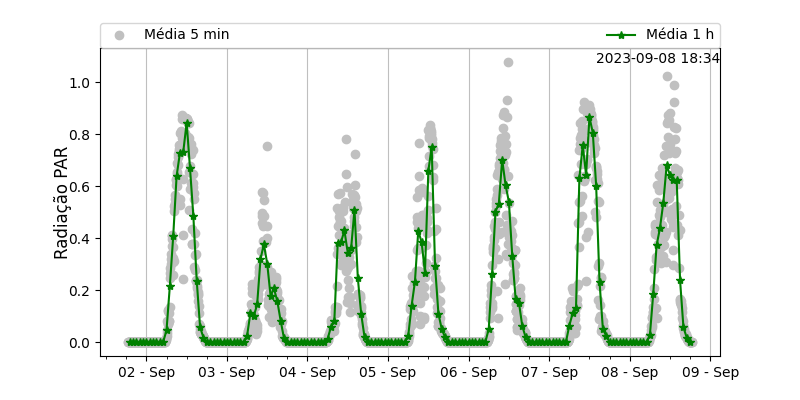 Média 5 min
Média 1 h
2023-09-08 18:34
Radiação PAR
1.0
0.8
0.6
0.4
0.2
0.0
02 - Sep
03 - Sep
04 - Sep
05 - Sep
06 - Sep
07 - Sep
08 - Sep
09 - Sep